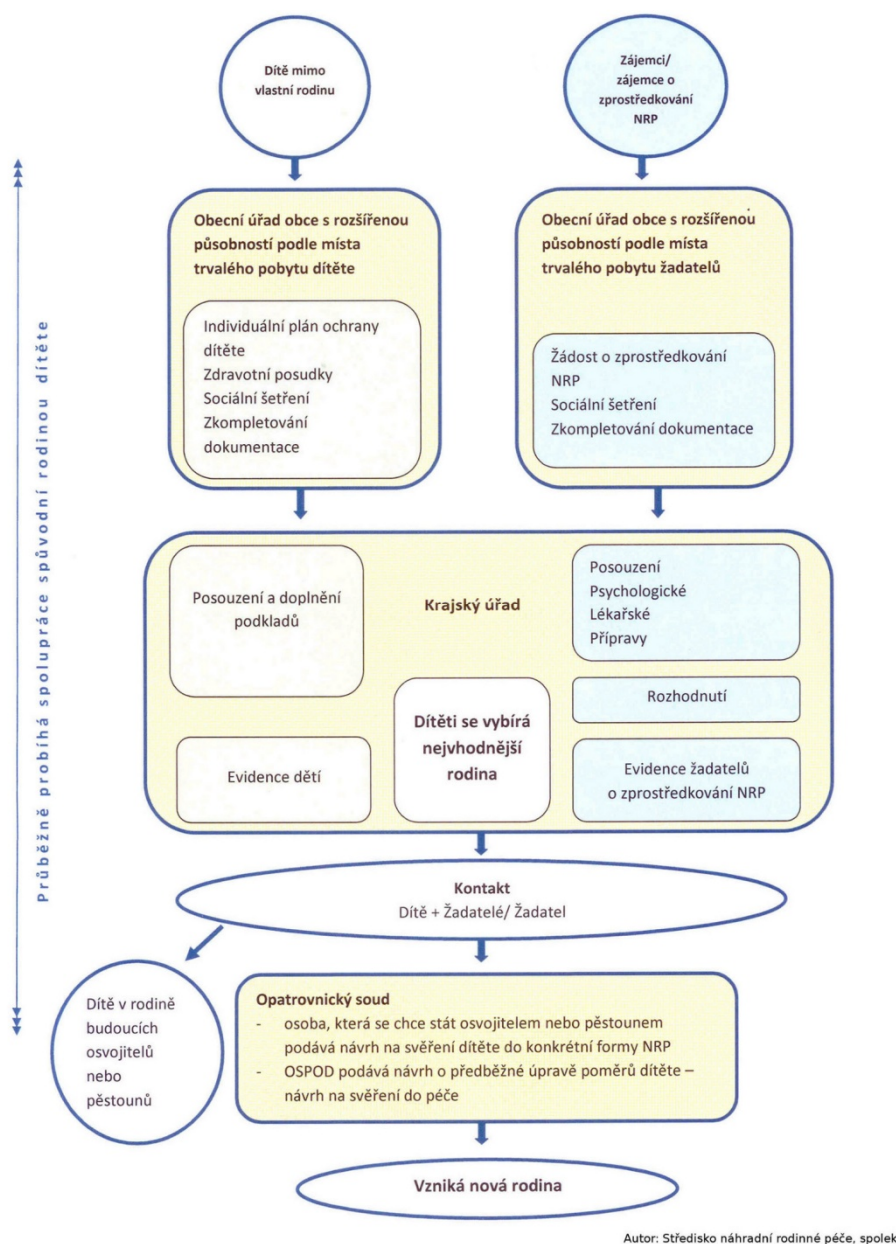 Dítě mimo
vlastní rodinu
Zájemci/
zájemce o
zprostředkování
NRP
Průběžně probíhá spolupráce spůvodní rodinou dítěte
Obecní úřad obce s rozšířenou
působností podle místa
trvalého pobytu dítěte
Individuální plán ochrany
dítěte
Zdravotní posudky
Sociální šetření
Zkompletování
dokumentace
Obecní úřad obce s rozšířenou
působností podle místa
trvalého pobytu žadatelů
Žádost o zprostředkování
NRP
Sociální šetření
Zkompletování dokumentace
Posouzení a doplnění
podkladů
Krajský úřad
Posouzení
Psychologické
Lékařské
Přípravy
Rozhodnutí
Dítěti se vybírá
nejvhodnější
rodina
Evidence dětí
Evidence žadatelů
o zprostředkování NRP
Kontakt
Dítě + Žadatelé/ Žadatel
Dítě v rodině
budoucích
osvojitelů
nebo
pěstounů
Opatrovnický soud
- osoba, která se chce stát osvojitelem nebo pěstounem
podává návrh na svěření dítěte do konkrétní formy NRP
- OSPOD podává návrh o předběžné úpravě poměrů dítěte –
návrh na svěření do péče
Vzniká nová rodina
Autor: Středisko náhradní rodinné péče, spolek